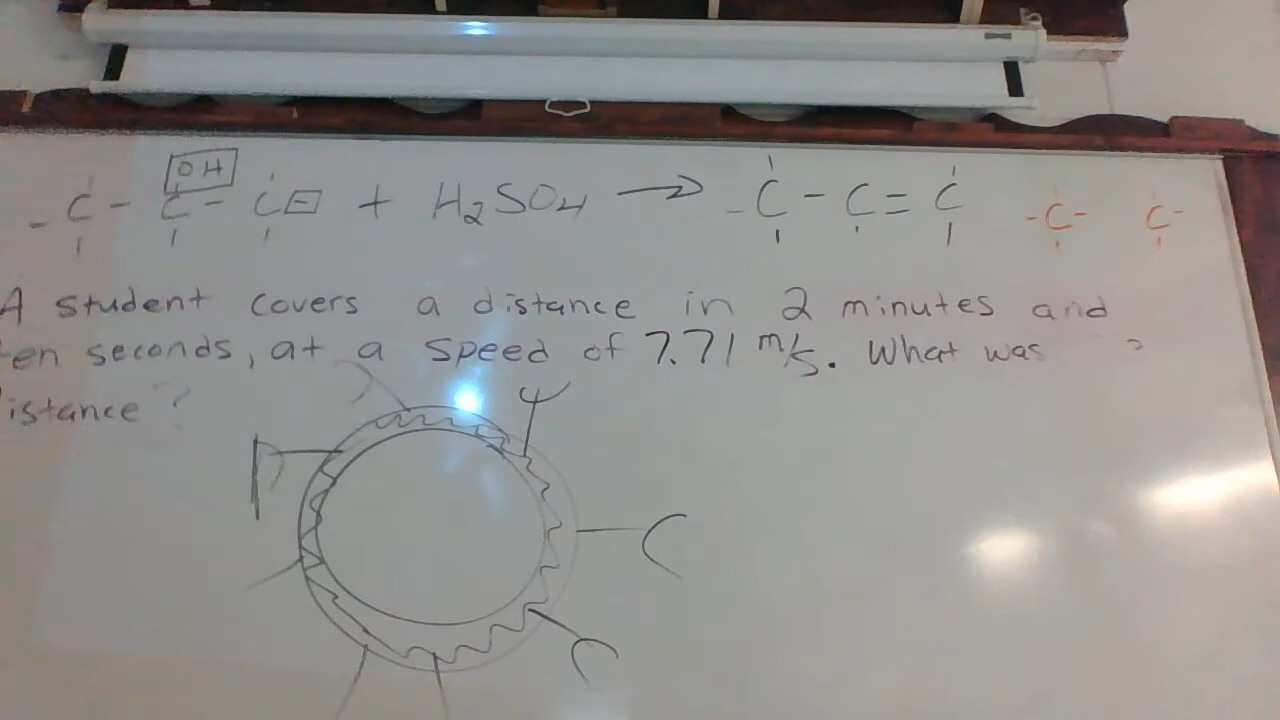 - C - C - C + H₂SO₄ → - C - C = C - C - C -
OH
A student covers a distance in 2 minutes and
en seconds, at a speed of 7.71 m/s. What was
istance?